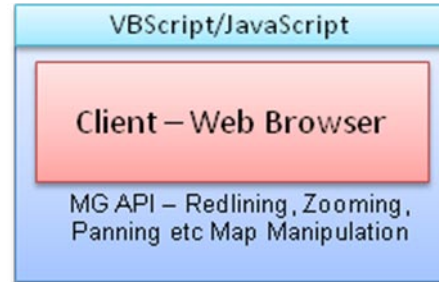 VBScript/JavaScript
Client – Web Browser
MG API – Redlining, Zooming,
Panning etc Map Manipulation